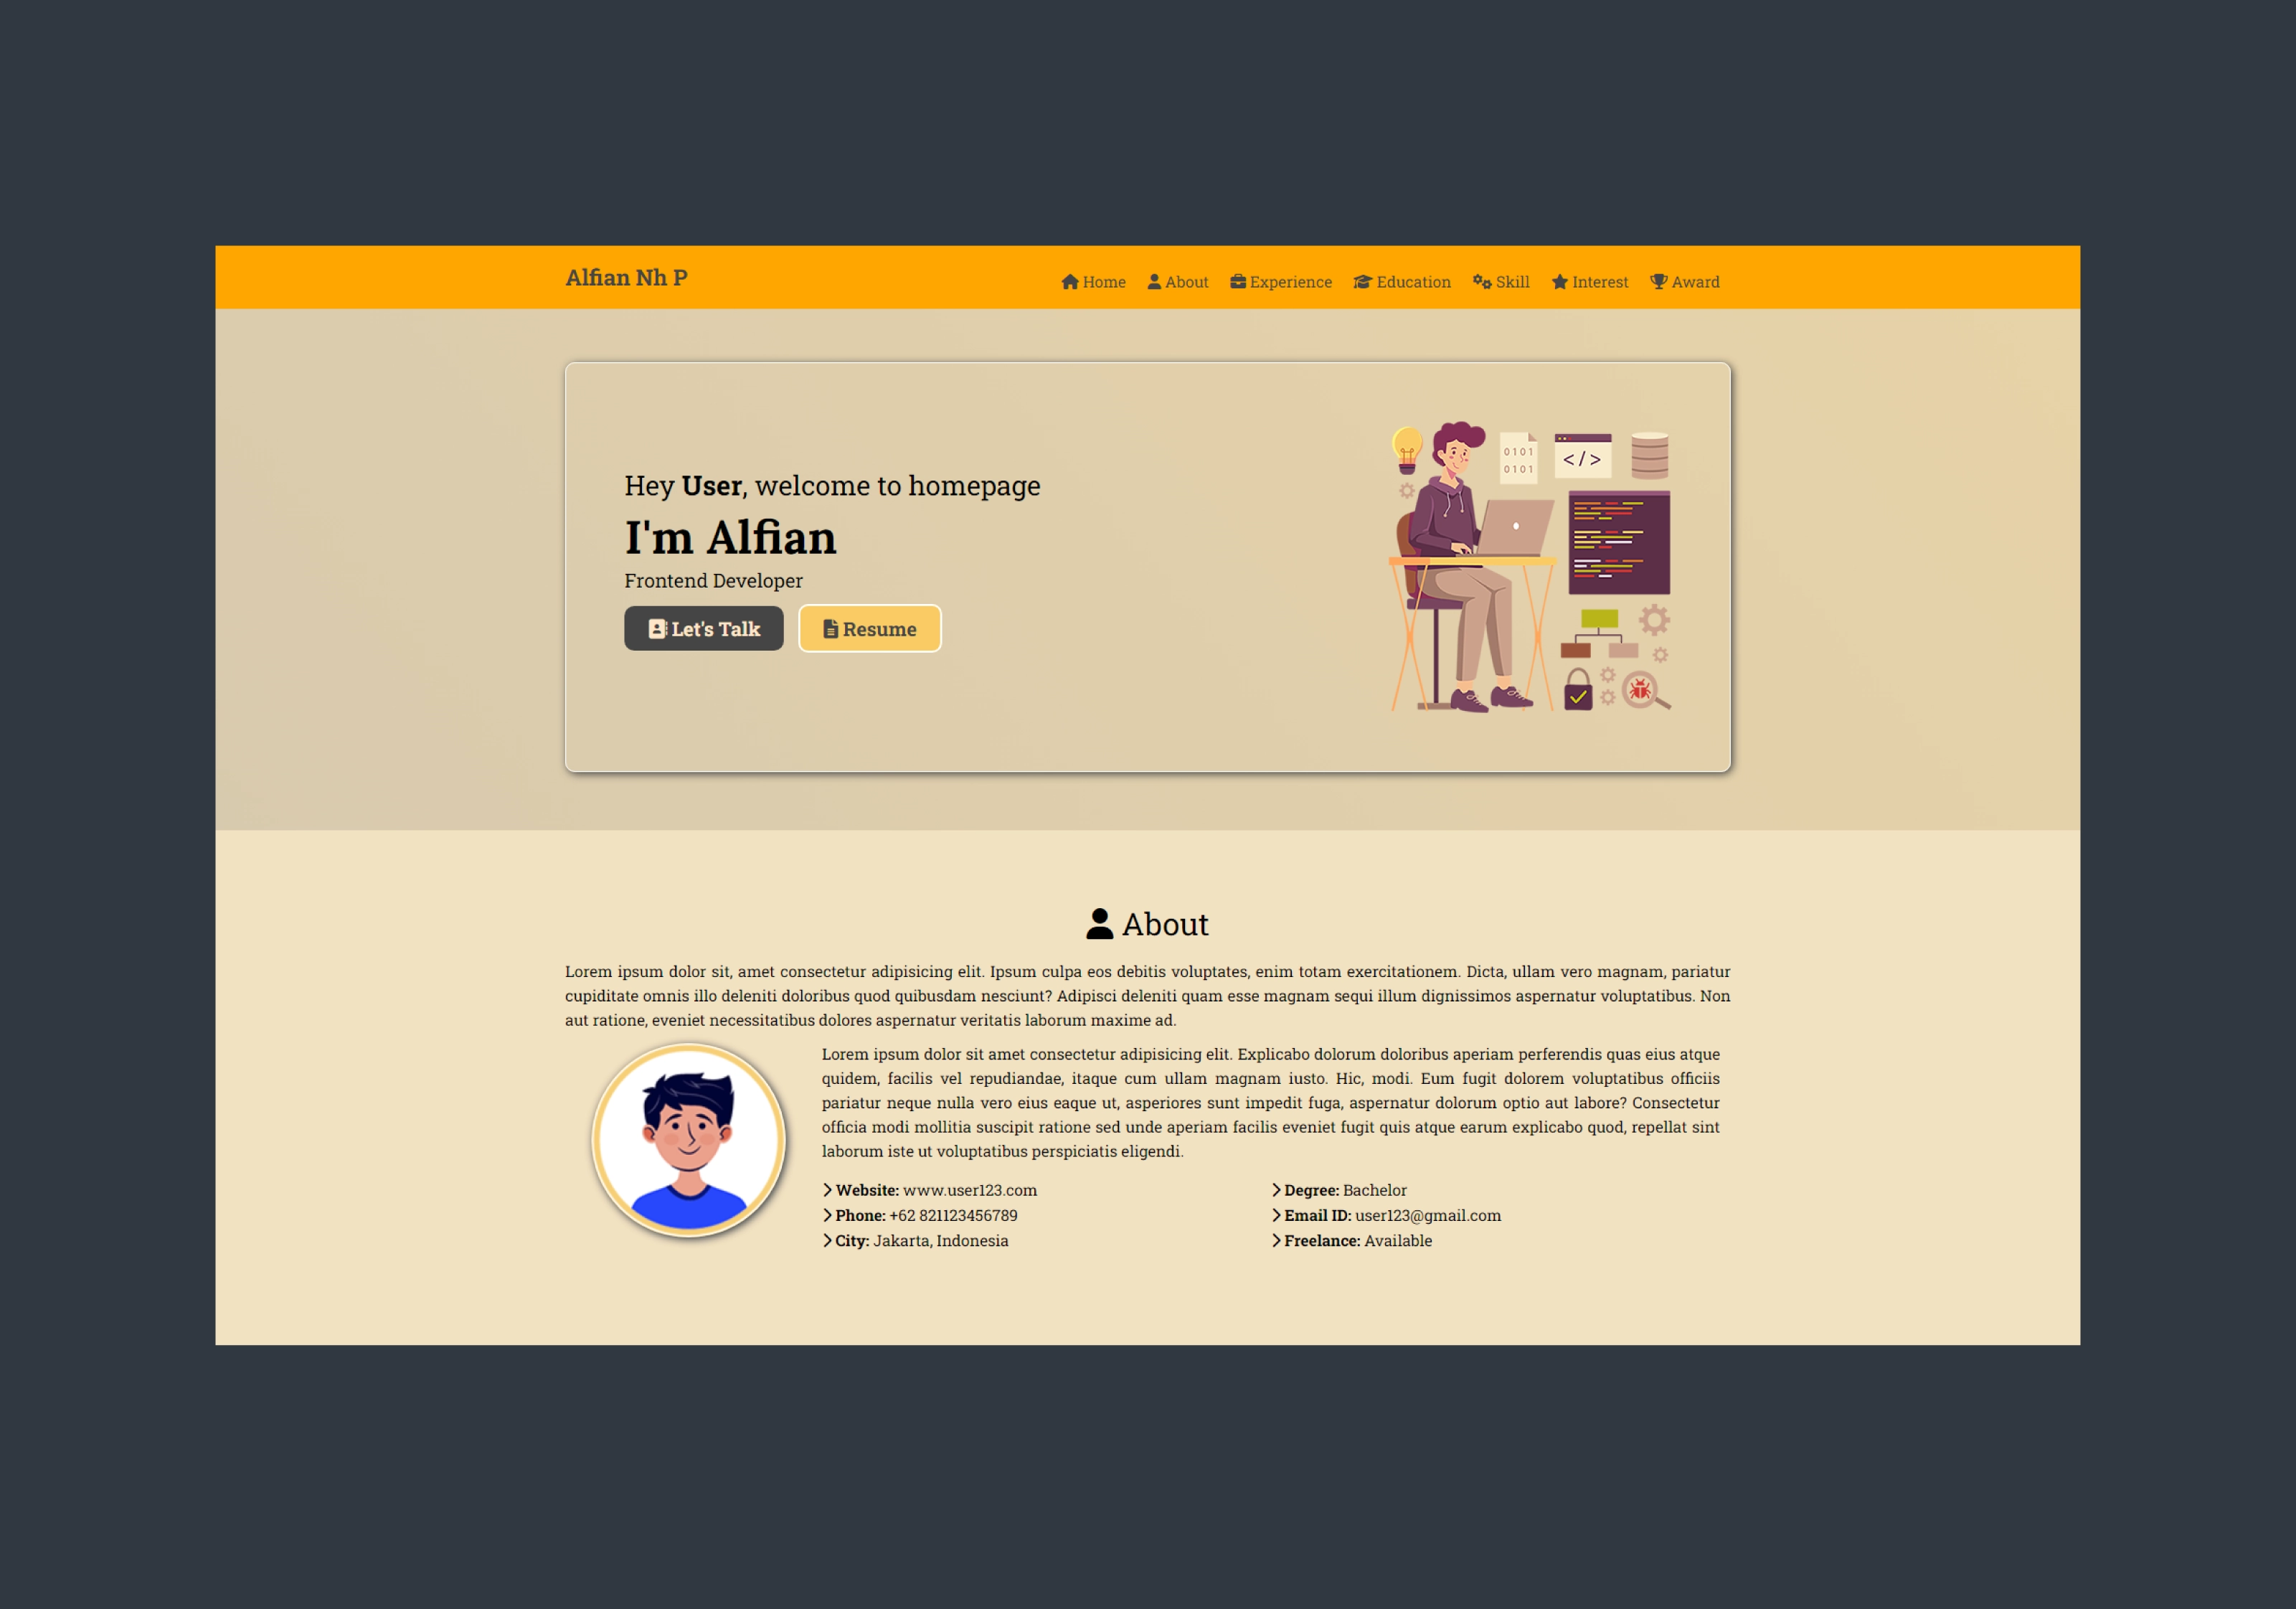 Alfian Nh P
Home About Experience Education Skill Interest Award
Hey User, welcome to homepage
I'm Alfian
Frontend Developer
Let's Talk Resume
0101
0101
</>
About
Lorem ipsum dolor sit, amet consectetur adipisicing elit. Ipsum culpa eos debitis voluptates, enim totam exercitationem. Dicta, ullam vero magnam, pariatur
cupiditate omnis illo deleniti doloribus quod quibusdam nesciunt? Adipisci deleniti quam esse magnam sequi illum dignissimos aspernatur voluptatibus. Non
aut ratione, eveniet necessitatibus dolores aspernatur veritatis laborum maxime ad.
Lorem ipsum dolor sit amet consectetur adipisicing elit. Explicabo dolorum doloribus aperiam perferendis quas eius atque
quidem, facilis vel repudiandae, itaque cum ullam magnam iusto. Hic, modi. Eum fugit dolorem voluptatibus officiis
pariatur neque nulla vero eius eaque ut, asperiores sunt impedit fuga, aspernatur dolorum optio aut labore? Consectetur
officia modi mollitia suscipit ratione sed unde aperiam facilis eveniet fugit quis atque earum explicabo quod, repellat sint
laborum iste ut voluptatibus perspiciatis eligendi.
Website: www.user123.com
Phone: +62 821123456789
City: Jakarta, Indonesia
Degree: Bachelor
Email ID: user123@gmail.com
Freelance: Available